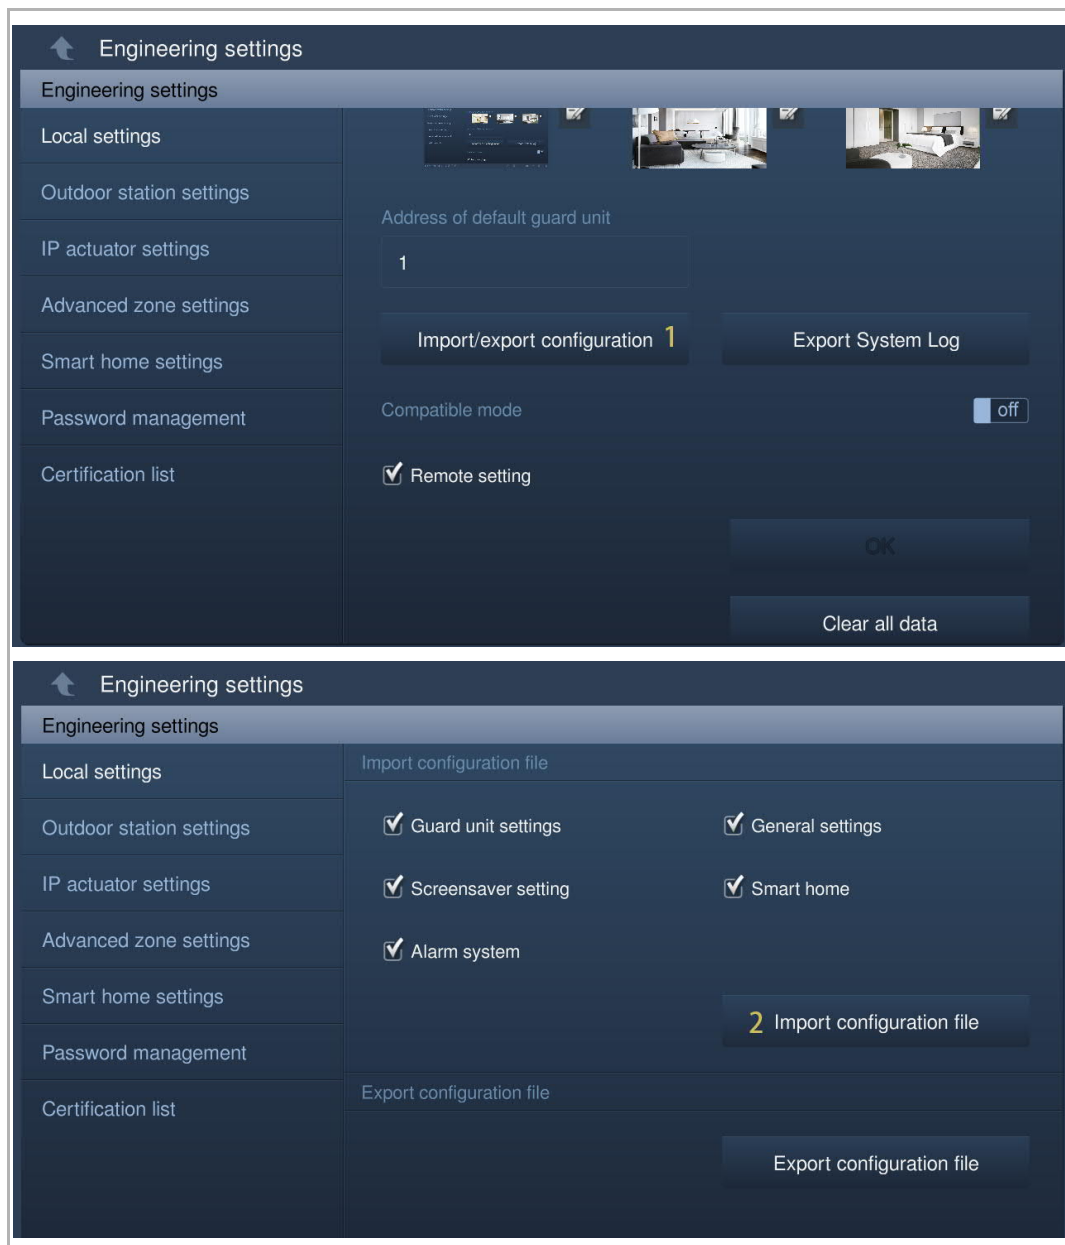 Engineering settings
Engineering settings
Local settings
Outdoor station settings
IP actuator settings
Advanced zone settings
Smart home settings
Password management
Certification list
Address of default guard unit
1
Import/export configuration 1
Export System Log
Compatible mode
off
Remote setting
OK
Clear all data
Engineering settings
Engineering settings
Local settings
Outdoor station settings
IP actuator settings
Advanced zone settings
Smart home settings
Password management
Certification list
Import configuration file
Guard unit settings
General settings
Screensaver setting
Smart home
Alarm system
2 Import configuration file
Export configuration file
Export configuration file